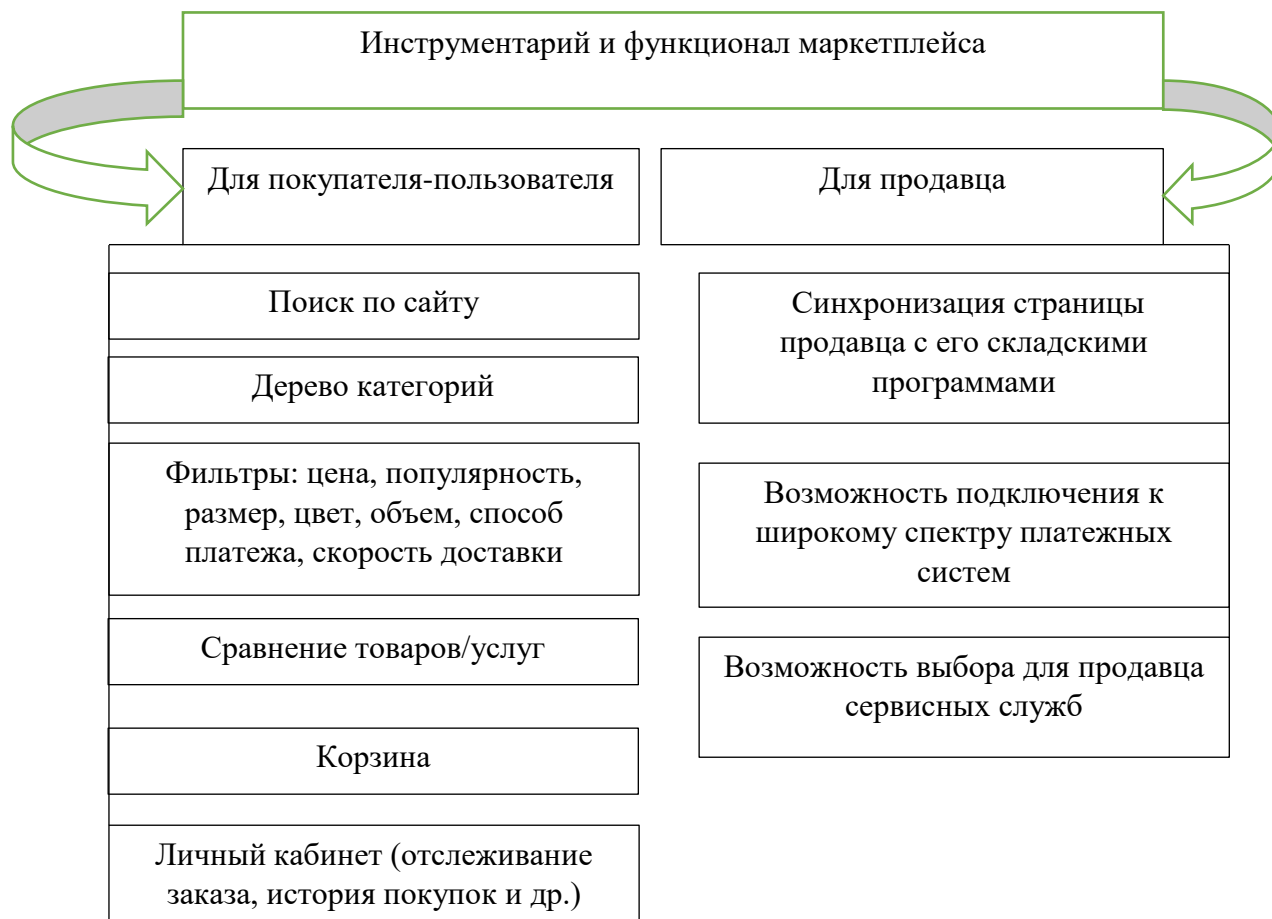 Инструментарий и функционал маркетплейса
Для покупателя-пользователя
Поиск по сайту
Дерево категорий
Фильтры: цена, популярность,
размер, цвет, объем, способ
платежа, скорость доставки
Сравнение товаров/услуг
Корзина
Личный кабинет (отслеживание
заказа, история покупок и др.)
Для продавца
Синхронизация страницы
продавца с его складскими
программами
Возможность подключения к
широкому спектру платежных
систем
Возможность выбора для продавца
сервисных служб